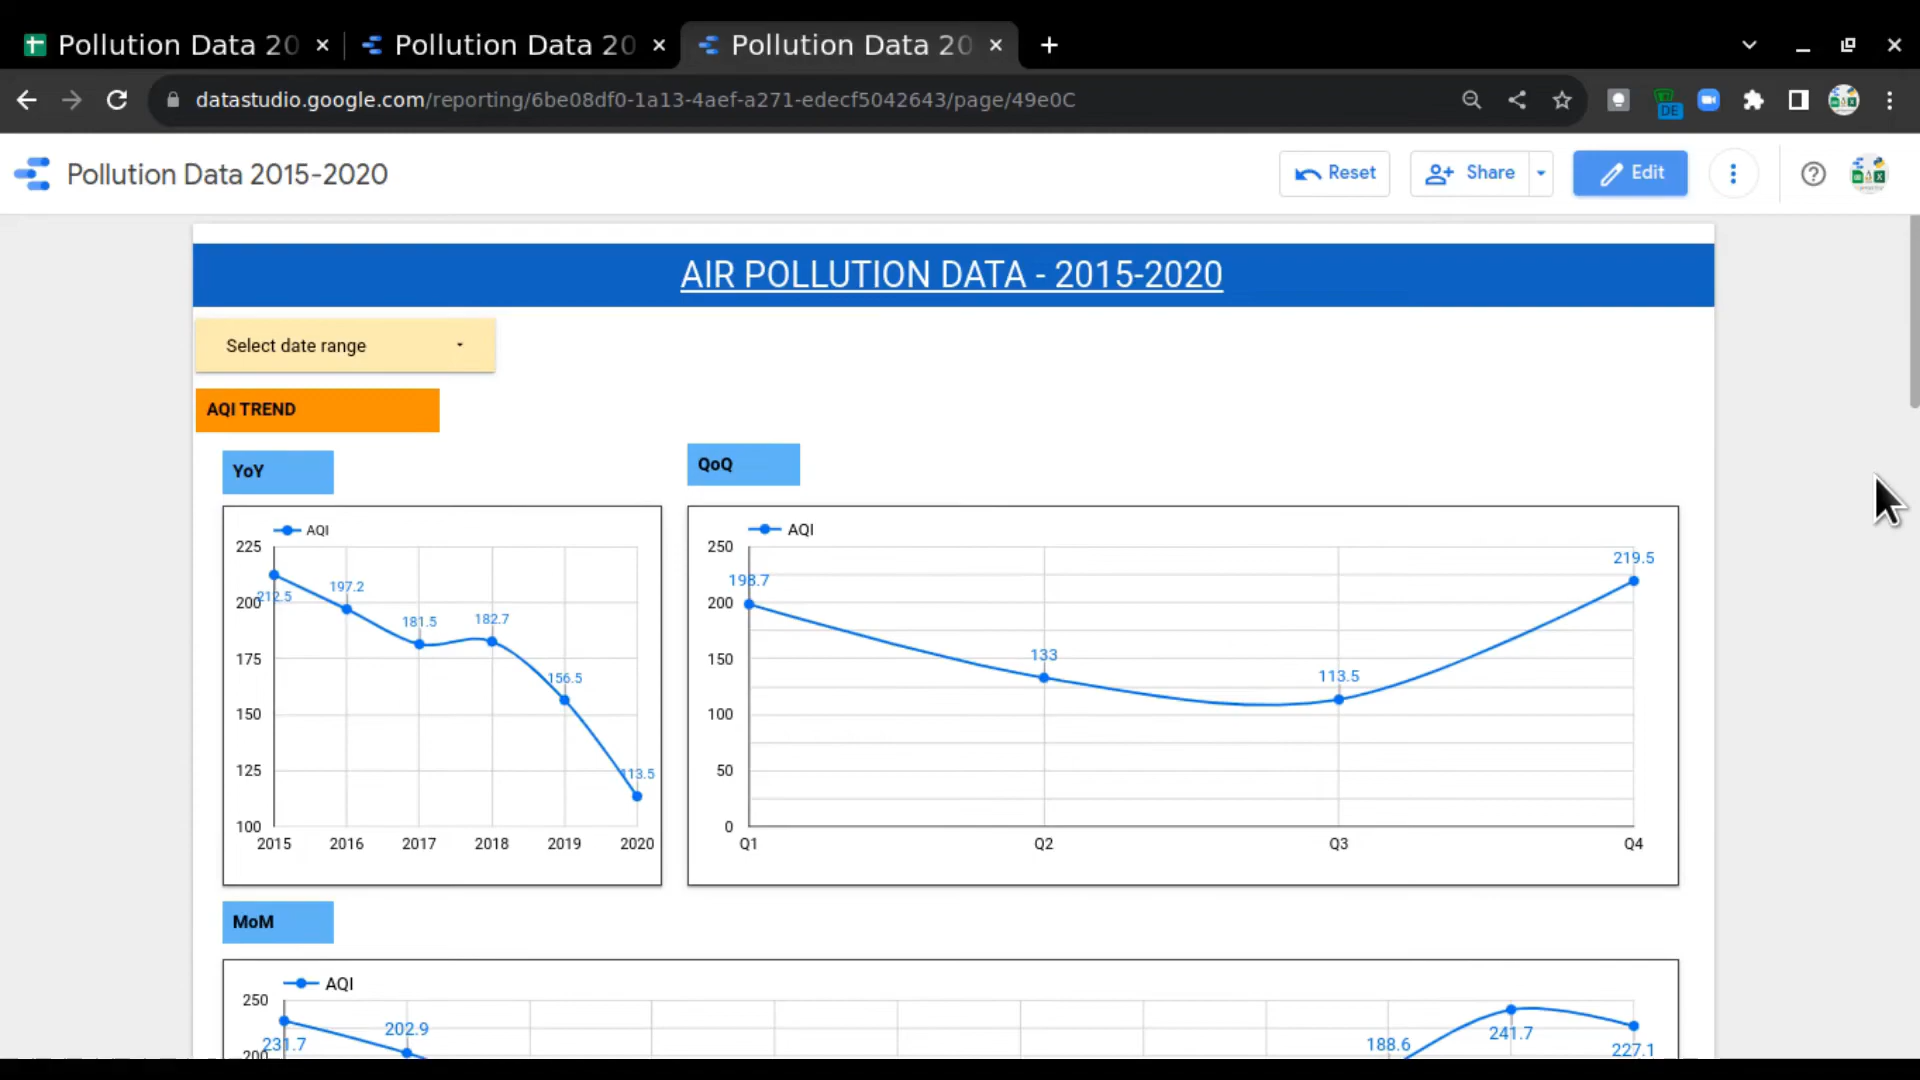 Pollution Data 20
Pollution Data 20
Pollution Data 20
datastudio.google.com/reporting/6be08df0-1a13-4aef-a271-edecf5042643/page/49e0C
DE
Pollution Data 2015-2020
Reset
Share
Edit
AIR POLLUTION DATA - 2015-2020
Select date range
AQI TREND
YoY
QoQ
AQI
225
200
175
150
125
100
212.5
197.2
181.5
182.7
156.5
113.5
2015 2016 2017 2018 2019 2020
AQI
250
200
150
100
50
0
198.7
133
113.5
219.5
Q1 Q2 Q3 Q4
MoM
AQI
250
200
231.7
202.9
188.6
241.7
227.1